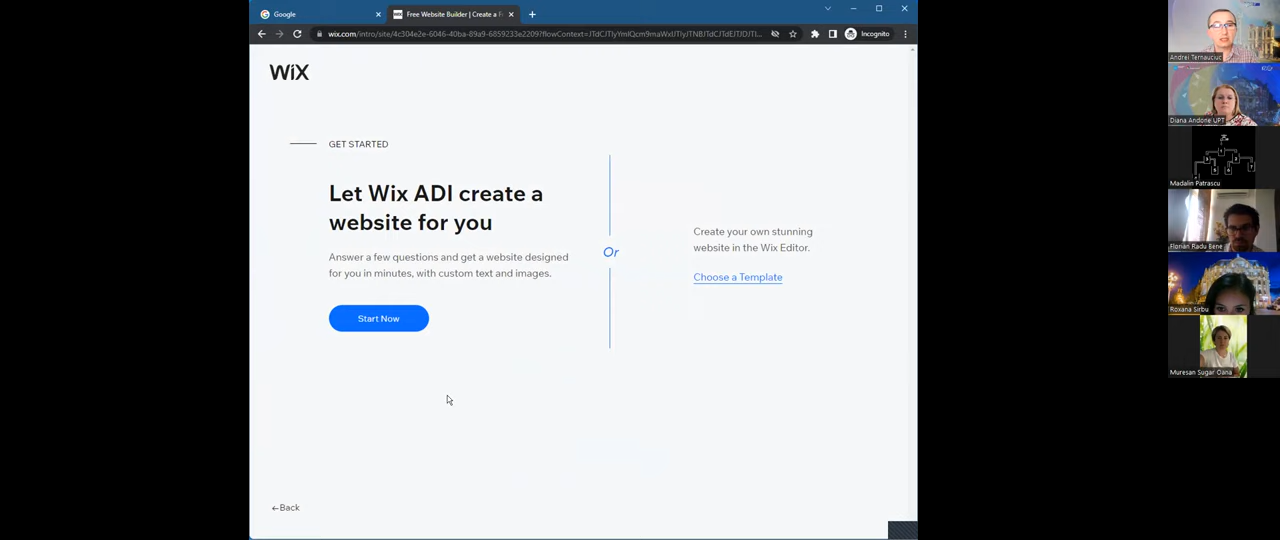 Google
Free Website Builder | Create a F
Incognito
WiX
GET STARTED
Let Wix ADI create a
website for you
Answer a few questions and get a website designed
for you in minutes, with custom text and images.
Start Now
Or
Create your own stunning
website in the Wix Editor.
Choose a Template
←Back
Andrei Ternauciuc
Diana Andone UPT
Madalin Patrascu
Florian Radu Bene
Roxana Sirbu
Muresan Sugar Oana